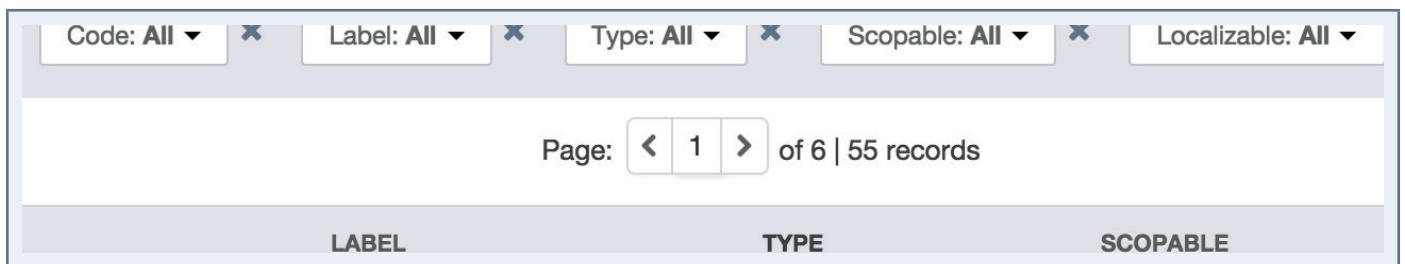 Code: All Label: All Type: All Scopable: All Localizable: All
Page: 1 of 6 | 55 records
LABEL TYPE SCOPABLE